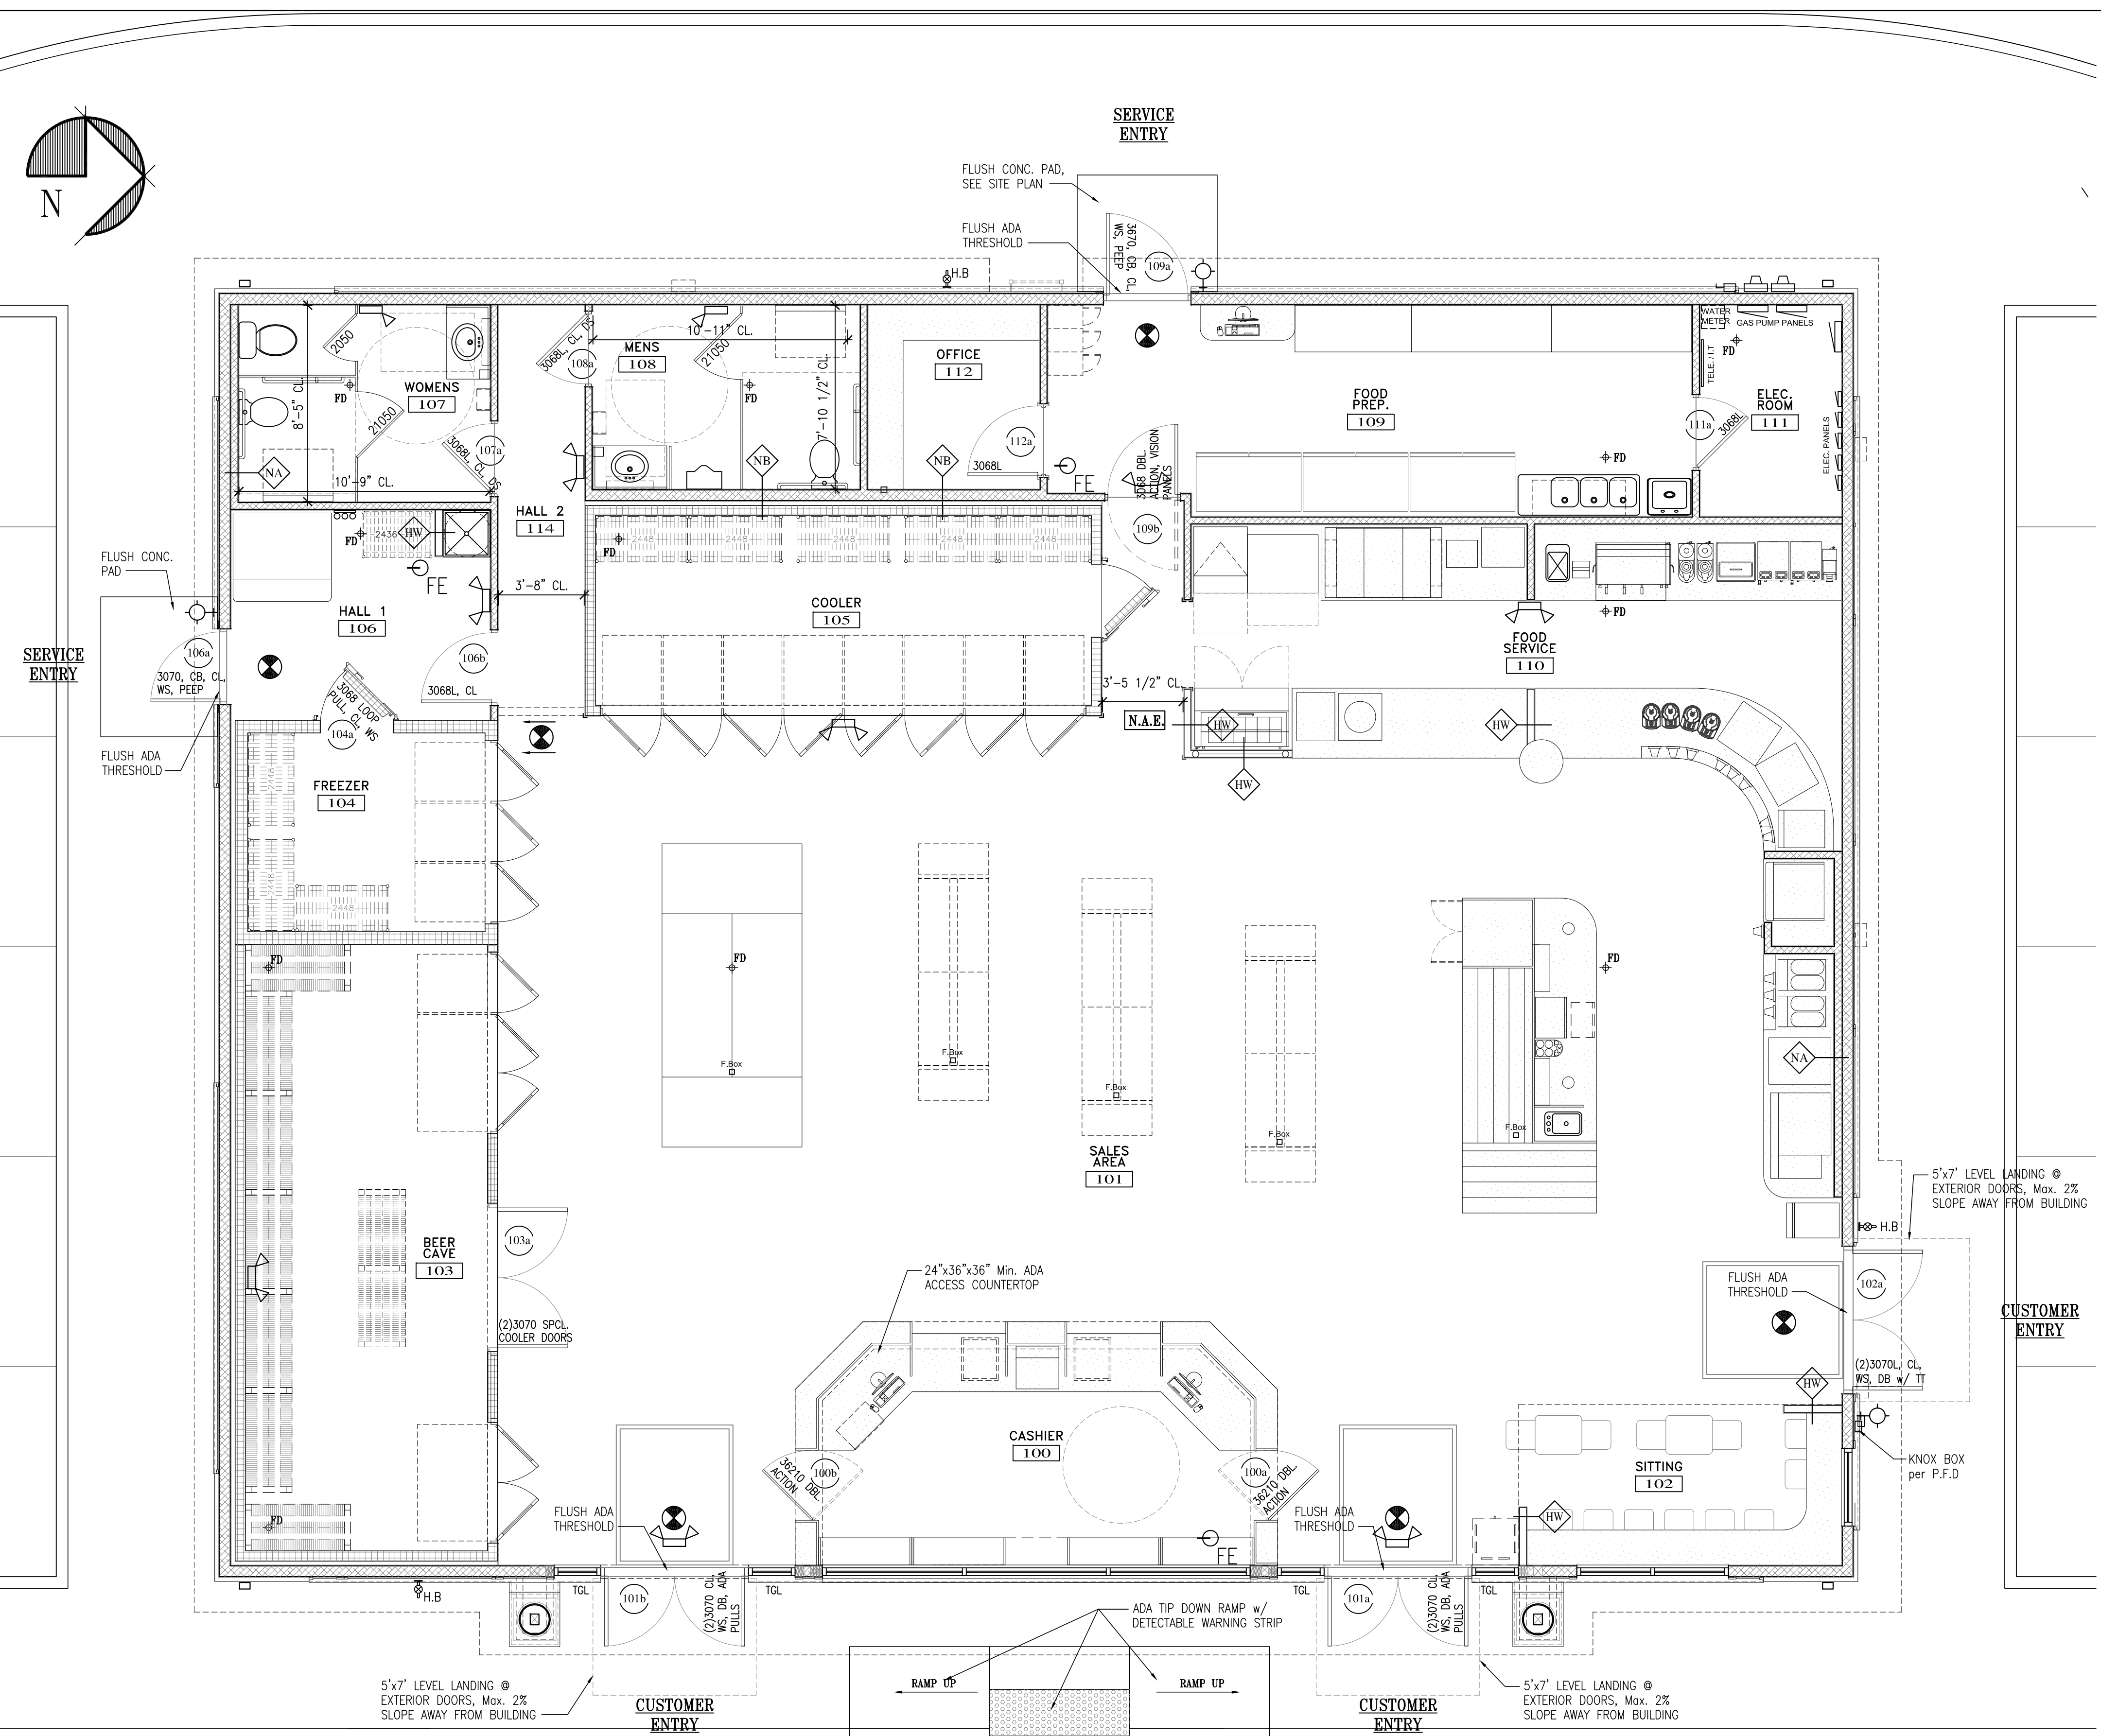 SERVICE
ENTRY
N
FLUSH CONC. PAD,
SEE SITE PLAN
FLUSH ADA
THRESHOLD
3670, CB, CL,
WS, PEEP
109a
H.B
2050
WOMENS
107
FD
8'-5" CL.
21050
NA
10'-9" CL.
3068L, CL, DS
107a
3068L, CL, DS
108a
MENS
108
10'-11" CL.
21050
FD
7'-10 1/2" CL.
NB
OFFICE
112
NB
112a
3068L
FE
3068 DBL.
ACTION, VISION
PANELS
109b
FOOD
PREP.
109
FD
WATER
METER
GAS PUMP PANELS
TELE./I.T
FD
ELEC.
ROOM
111
111a
3068L
ELEC. PANELS
HALL 2
114
FD
2436
HW
FE
3'-8" CL.
FLUSH CONC.
PAD
HALL 1
106
SERVICE
ENTRY
106a
3070, CB, CL,
WS, PEEP
106b
3068L, CL
3068 LOOP
PULL, CL, WS
104a
FLUSH ADA
THRESHOLD
FD
2448
2448
2448
2448
2448
COOLER
105
3'-5 1/2" CL.
N.A.E.
HW
HW
HW
FD
FOOD
SERVICE
110
FREEZER
104
2448
2448
2448
FD
FD
F.Box
F.Box
F.Box
F.Box
F.Box
FD
NA
SALES
AREA
101
5'x7' LEVEL LANDING @
EXTERIOR DOORS, Max. 2%
SLOPE AWAY FROM BUILDING
H.B
BEER
CAVE
103
103a
(2)3070 SPCL.
COOLER DOORS
24"x36"x36" Min. ADA
ACCESS COUNTERTOP
FLUSH ADA
THRESHOLD
102a
CUSTOMER
ENTRY
(2)3070L, CL,
WS, DB w/ TT
HW
CASHIER
100
36210 DBL.
ACTION
100b
100a
36210 DBL.
ACTION
SITTING
102
KNOX BOX
per P.F.D
FD
FLUSH ADA
THRESHOLD
FE
FLUSH ADA
THRESHOLD
HW
H.B
TGL
101b
(2)3070 CL,
WS, DB, ADA
PULLS
TGL
TGL
101a
(2)3070 CL,
WS, DB, ADA
PULLS
TGL
ADA TIP DOWN RAMP w/
DETECTABLE WARNING STRIP
RAMP UP
RAMP UP
5'x7' LEVEL LANDING @
EXTERIOR DOORS, Max. 2%
SLOPE AWAY FROM BUILDING
CUSTOMER
ENTRY
CUSTOMER
ENTRY
5'x7' LEVEL LANDING @
EXTERIOR DOORS, Max. 2%
SLOPE AWAY FROM BUILDING